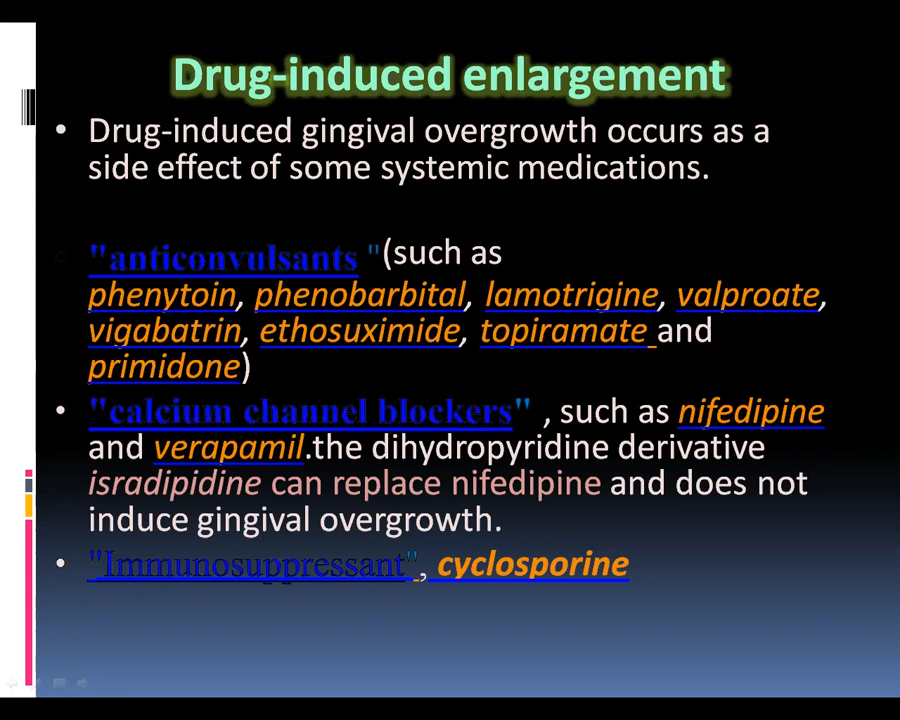 Drug-induced enlargement
• Drug-induced gingival overgrowth occurs as a
side effect of some systemic medications.
"anticonvulsants "(such as
phenytoin, phenobarbital, lamotrigine, valproate,
vigabatrin, ethosuximide, topiramate and
primidone)
• "calcium channel blockers" , such as nifedipine
and verapamil.the dihydropyridine derivative
isradipidine can replace nifedipine and does not
induce gingival overgrowth.
• "Immunosuppressant", cyclosporine